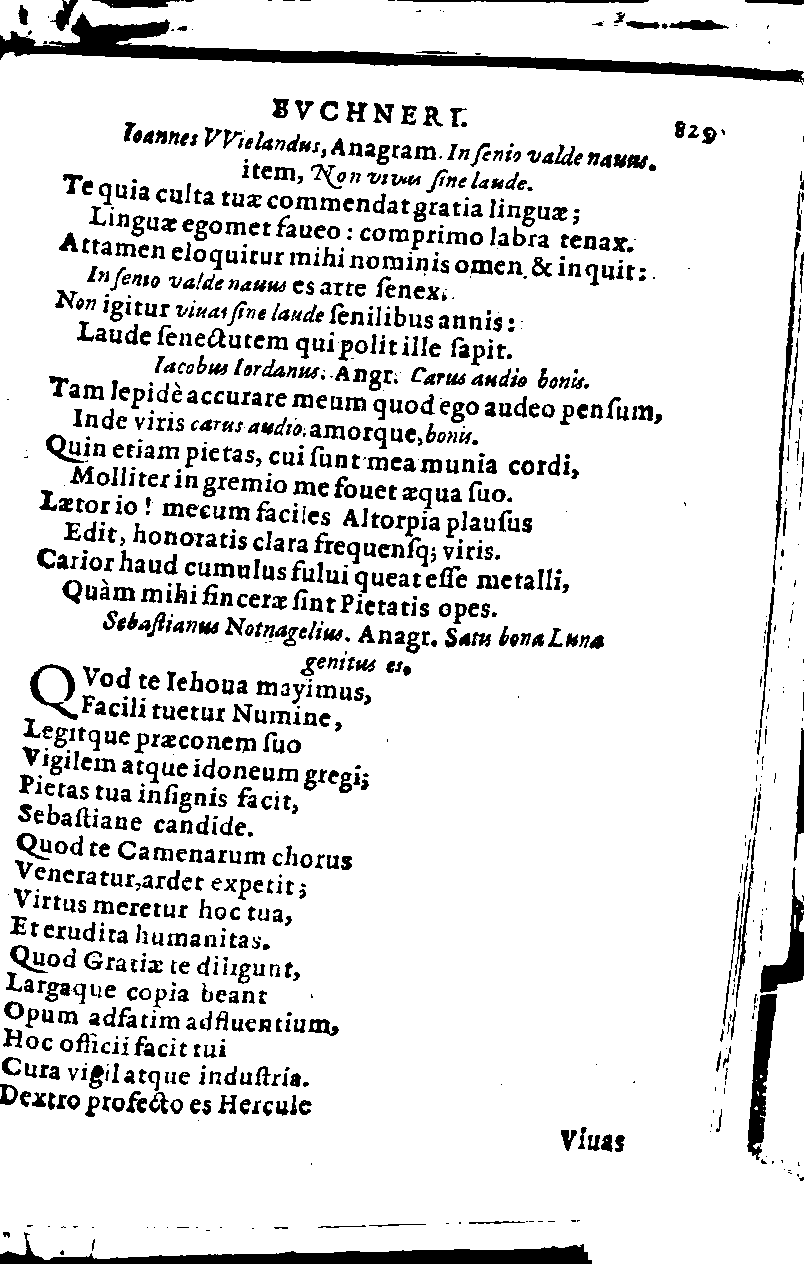 BVCHNERI. 829
Ioannes VVielandus, Anagram. In ſenio valde nauus.
item, Non viuus ſine laude.
Te quia culta tuæ commendat gratia linguæ;
Linguæ egomet faueo: comprimo labra tenax.
Attamen eloquitur mihi nominis omen & inquit:
In ſenio valde nauus es arte ſenex.
Non igitur viuas ſine laude ſenilibus annis:
Laude ſenectutem qui polit ille ſapit.
Iacobus Iordanus. Angr. Carus audio bonis.
Tam lepidè accurare meum quod ego audeo penſum,
Inde viris carus audio, amorque, bonis.
Quin etiam pietas, cui ſunt mea munia cordi,
Molliter in gremio me fouet æqua ſuo.
Lætor io! mecum faciles Altorpia plauſus
Edit, honoratis clara frequenſq; viris.
Carior haud cumulus fului queat eſſe metalli,
Quàm mihi ſinceræ ſint Pietatis opes.
Sebaſtianus Notnagelius. Anagr. Satu bona Luna
genitus es.
QVod te Iehoua mayimus,
Facili tuetur Numine,
Legitque præconem ſuo
Vigilem atque idoneum gregi;
Pietas tua inſignis facit,
Sebaſtiane candide.
Quod te Camenarum chorus
Veneratur, ardet expetit;
Virtus meretur hoc tua,
Et erudita humanitas.
Quod Gratiæ te diligunt,
Largaque copia beant
Opum adfatim adfluentium,
Hoc officii facit tui
Cura vigil atque induſtria.
Dextro profecto es Hercule
Viuas